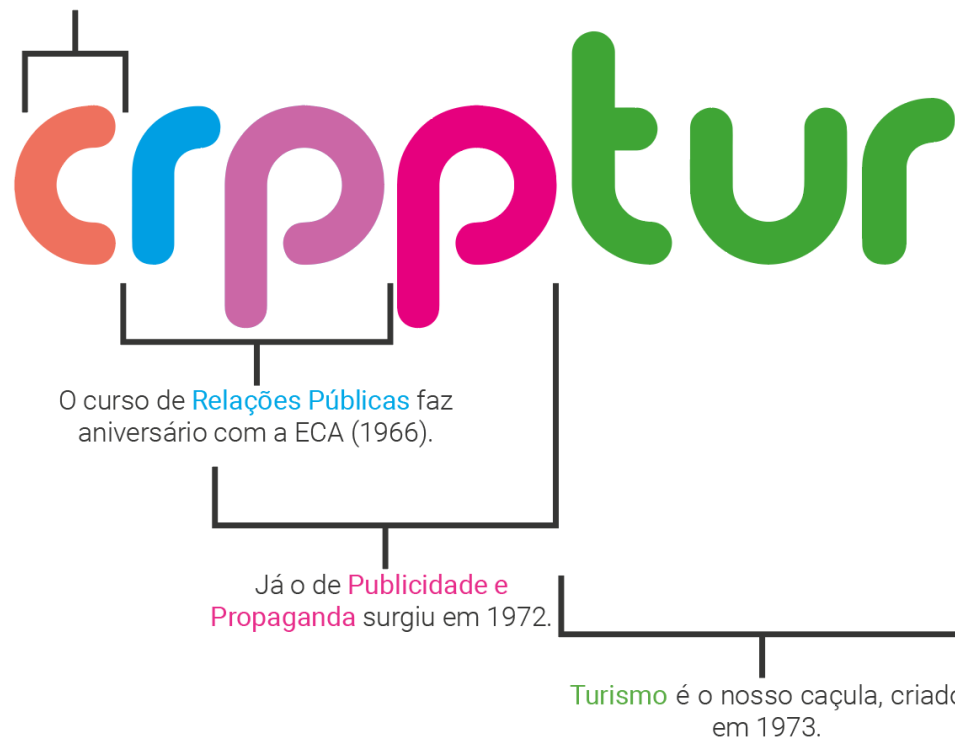 crpptur
O curso de Relações Públicas faz
aniversário com a ECA (1966).
Já o de Publicidade e
Propaganda surgiu em 1972.
Turismo é o nosso caçula, criado
em 1973.